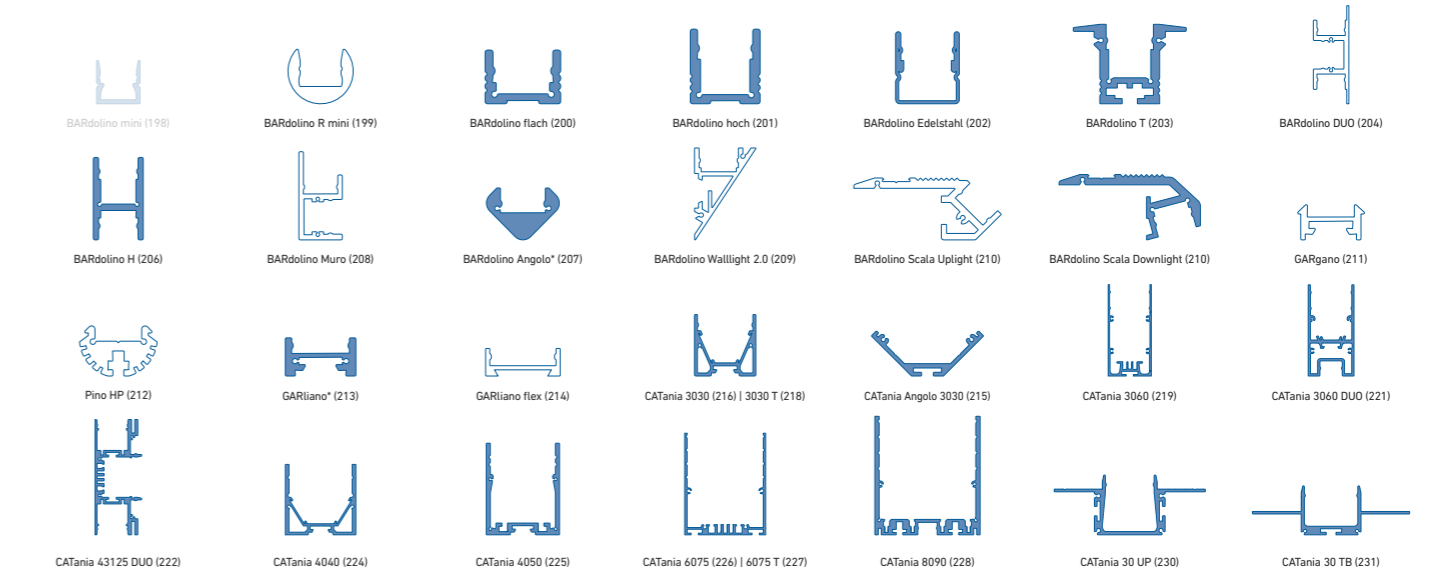 BARdolino mini (198)
BARdolino R mini (199)
BARdolino flach (200)
BARdolino hoch (201)
BARdolino Edelstahl (202)
BARdolino T (203)
BARdolino DUO (204)
BARdolino H (206)
BARdolino Muro (208)
BARdolino Angolo* (207)
BARdolino Walllight 2.0 (209)
BARdolino Scala Uplight (210)
BARdolino Scala Downlight (210)
GARgano (211)
Pino HP (212)
GARliano* (213)
GARliano flex (214)
CATania 3030 (216) | 3030 T (218)
CATania Angolo 3030 (215)
CATania 3060 (219)
CATania 3060 DUO (221)
CATania 43125 DUO (222)
CATania 4040 (224)
CATania 4050 (225)
CATania 6075 (226) | 6075 T (227)
CATania 8090 (228)
CATania 30 UP (230)
CATania 30 TB (231)